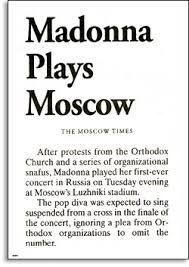 Madonna
Plays
Moscow
THE MOSCOW TIMES
After protests from the Orthodox
Church and a series of organizational
snafus, Madonna played her first-ever
concert in Russia on Tuesday evening
at Moscow's Luzhniki stadium.
The pop diva was expected to sing
suspended from a cross in the finale of
the concert, ignoring a plea from Or-
thodox organizations to omit the
number.